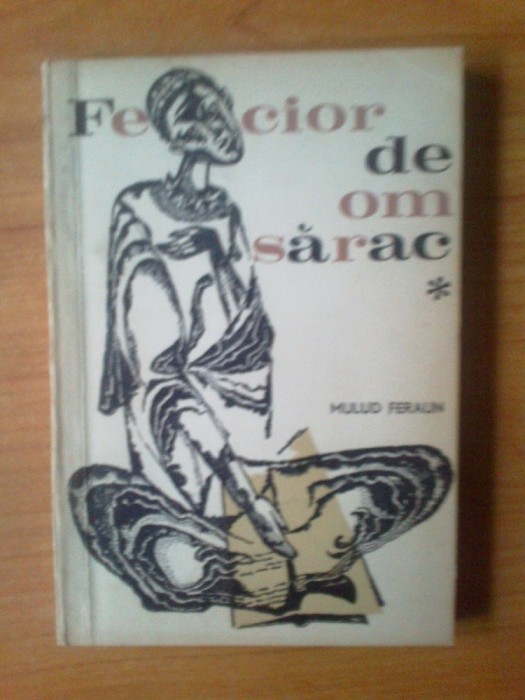 Fecior
de
om
sărac
*
MULUD FERAUN